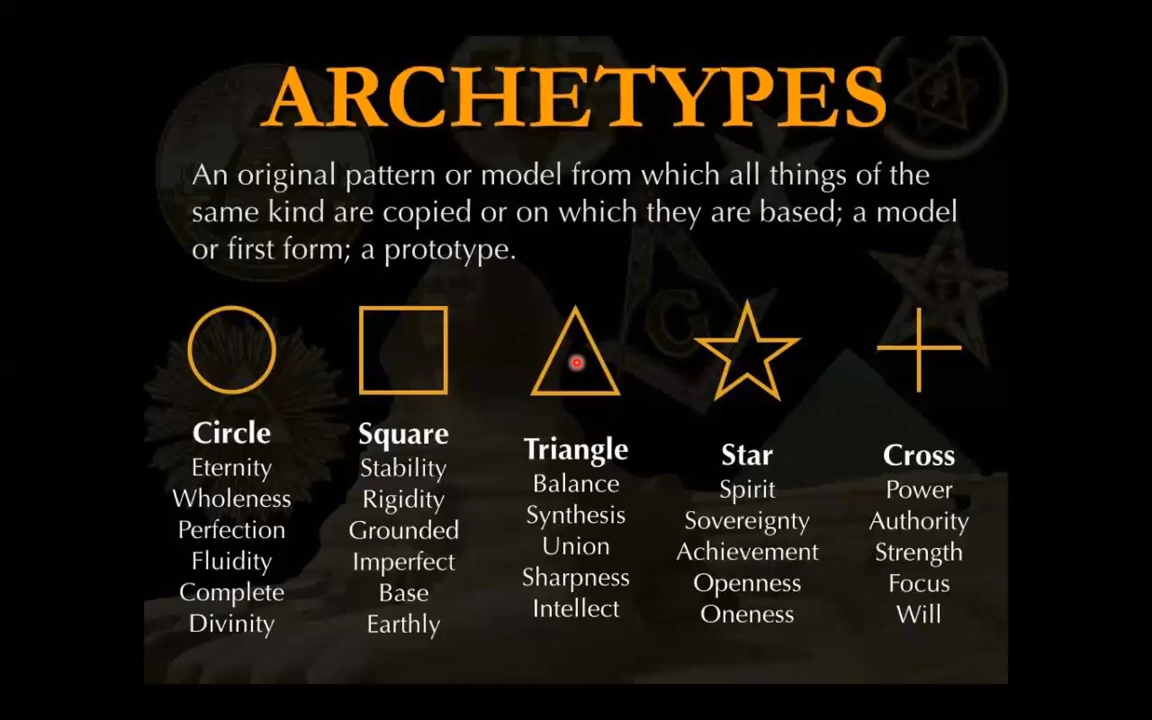 ARCHETYPES
An original pattern or model from which all things of the
same kind are copied or on which they are based; a model
or first form; a prototype.
Circle
Eternity
Wholeness
Perfection
Fluidity
Complete
Divinity
Square
Stability
Rigidity
Grounded
Imperfect
Base
Earthly
Triangle
Balance
Synthesis
Union
Sharpness
Intellect
Star
Spirit
Sovereignty
Achievement
Openness
Oneness
Cross
Power
Authority
Strength
Focus
Will
G